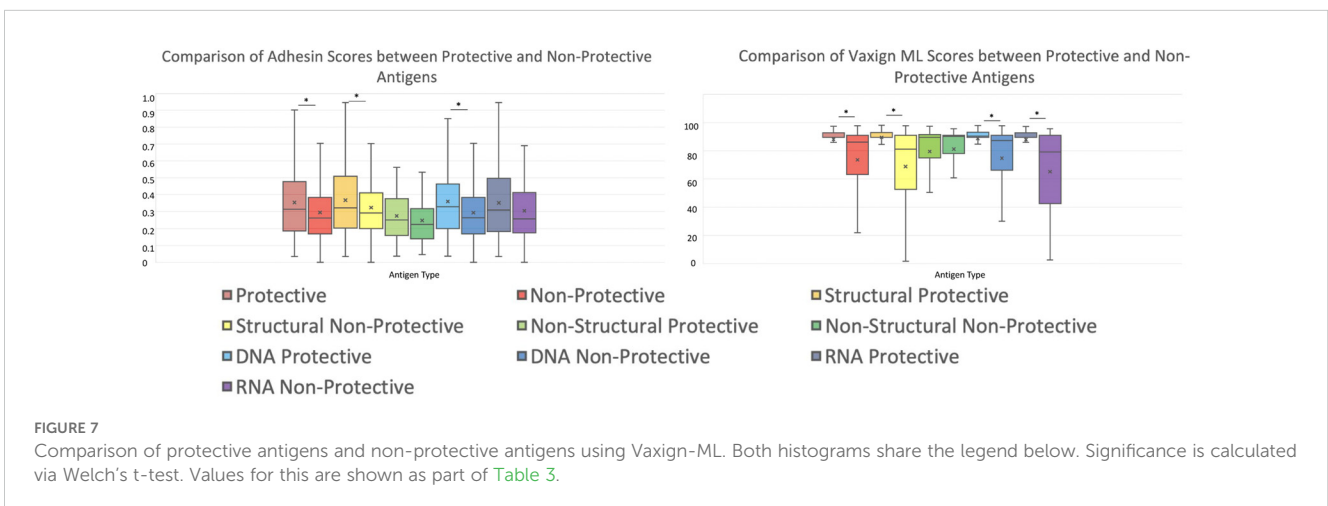 Comparison of Adhesin Scores between Protective and Non-Protective
Antigens
1.0
0.9
0.8
0.7
0.6
0.5
0.4
0.3
0.2
0.1
0
* * *
Antigen Type
Comparison of Vaxign ML Scores between Protective and Non-
Protective Antigens
100
80
60
40
20
0
* * * *
Antigen Type
Protective
Non-Protective
Structural Protective
Structural Non-Protective
Non-Structural Protective
Non-Structural Non-Protective
DNA Protective
DNA Non-Protective
RNA Protective
RNA Non-Protective
FIGURE 7
Comparison of protective antigens and non-protective antigens using Vaxign-ML. Both histograms share the legend below. Significance is calculated
via Welch's t-test. Values for this are shown as part of Table 3.